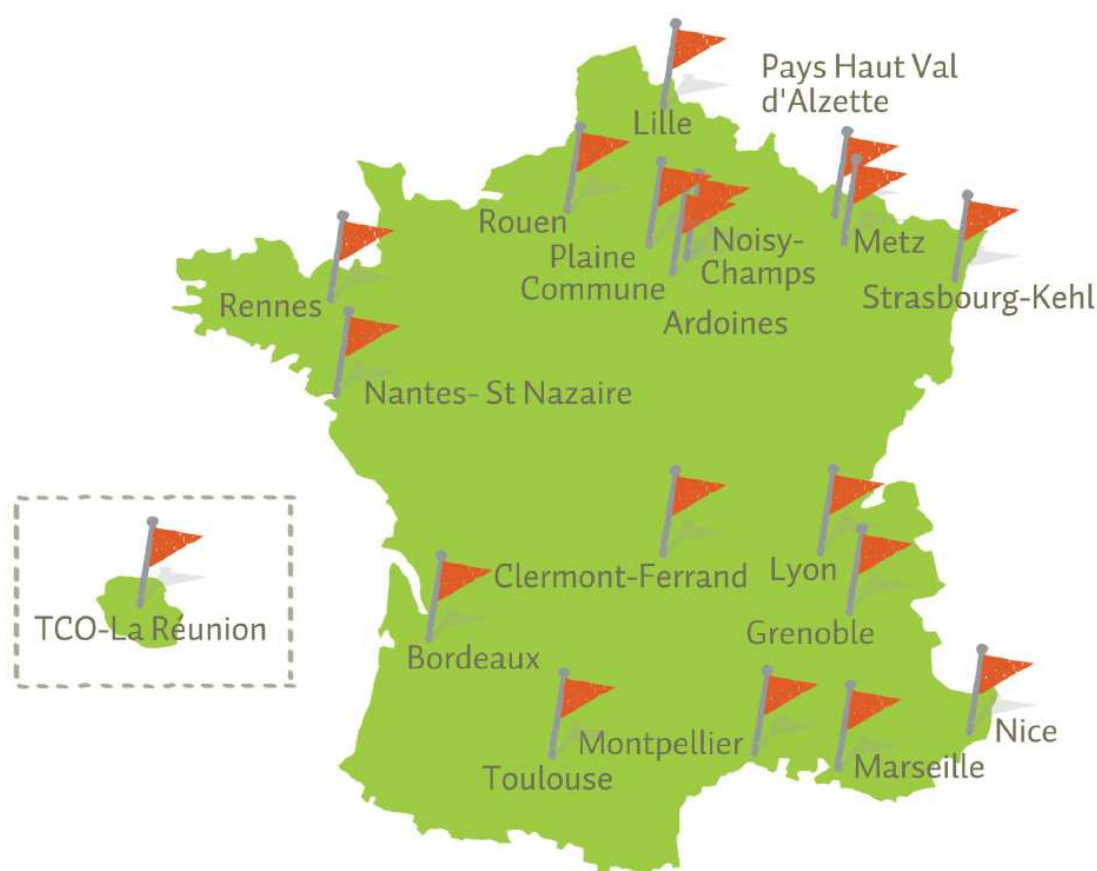 Pays Haut Val
d'Alzette
Lille
Rouen
Plaine
Commune
Noisy-
Champs
Ardoines
Metz
Strasbourg-Kehl
Rennes
Nantes- St Nazaire
Clermont-Ferrand
Lyon
Grenoble
TCO-La Réunion
Bordeaux
Toulouse
Montpellier
Marseille
Nice